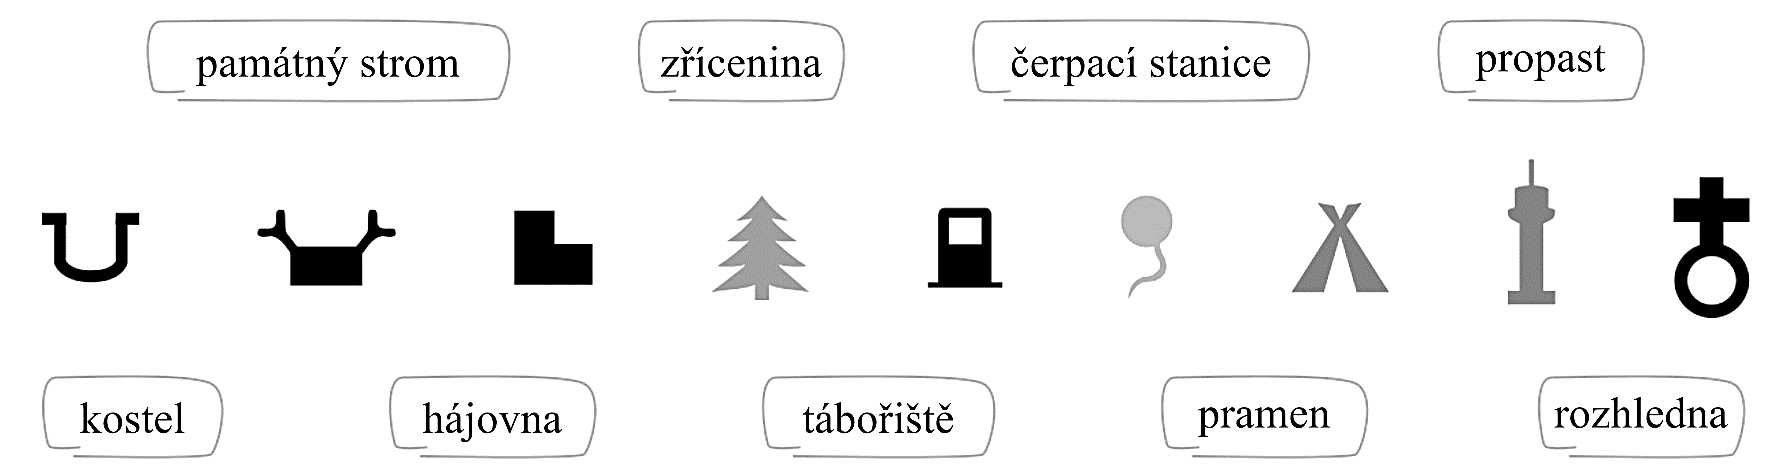 památný strom
zřícenina
čerpací stanice
propast
kostel
hájovna
tábořiště
pramen
rozhledna